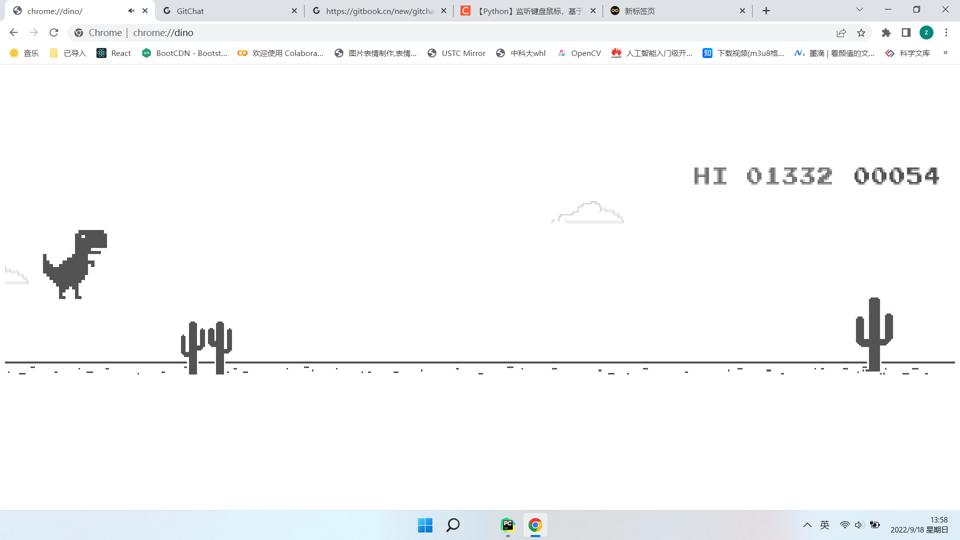 chrome://dino/
GitChat
https://gitbook.cn/new/gitcha
【Python】监听键盘鼠标，基于
新标签页
Chrome | chrome://dino
音乐
已导入
React
BootCDN - Bootst...
欢迎使用 Colabora...
图片表情制作,表情...
USTC Mirror
中科大whl
OpenCV
人工智能入门极开...
下载视频(m3u8格...
墨滴 | 看颜值的文...
科学文库
HI 01332 00054
英
13:58
2022/9/18 星期日